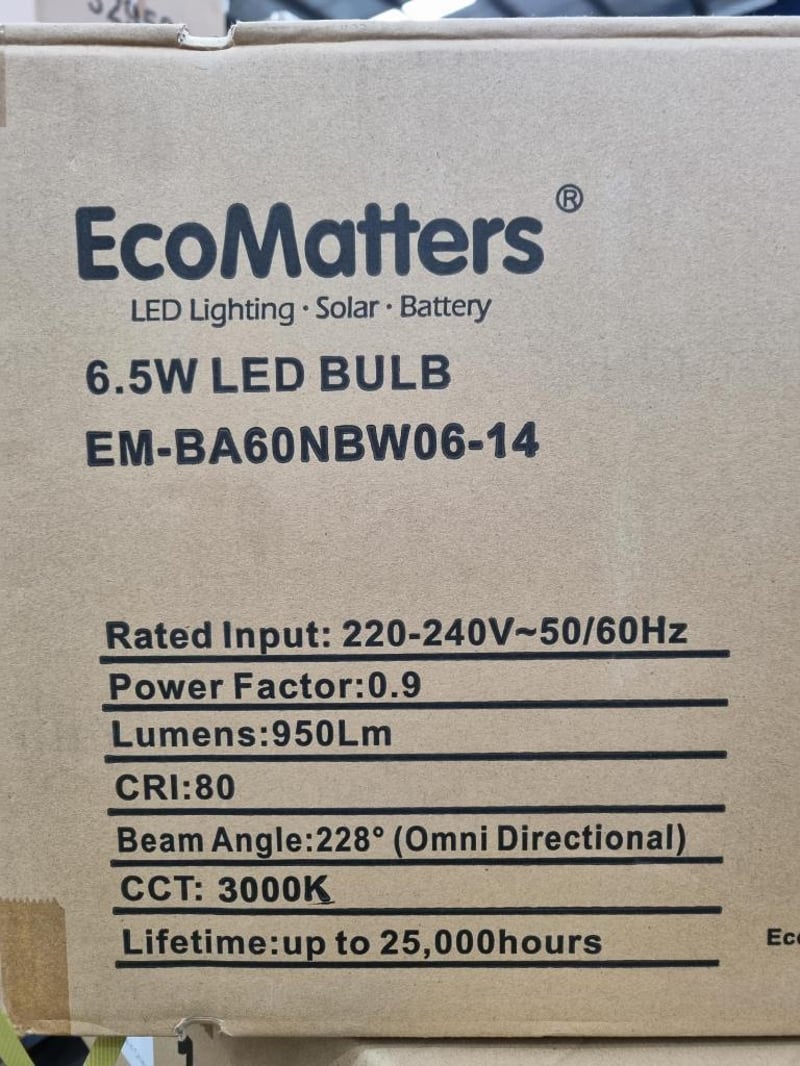 EcoMatters®
LED Lighting · Solar · Battery
6.5W LED BULB
EM-BA60NBW06-14
Rated Input: 220-240V~50/60Hz
Power Factor:0.9
Lumens:950Lm
CRI:80
Beam Angle:228° (Omni Directional)
CCT: 3000K
Lifetime:up to 25,000hours